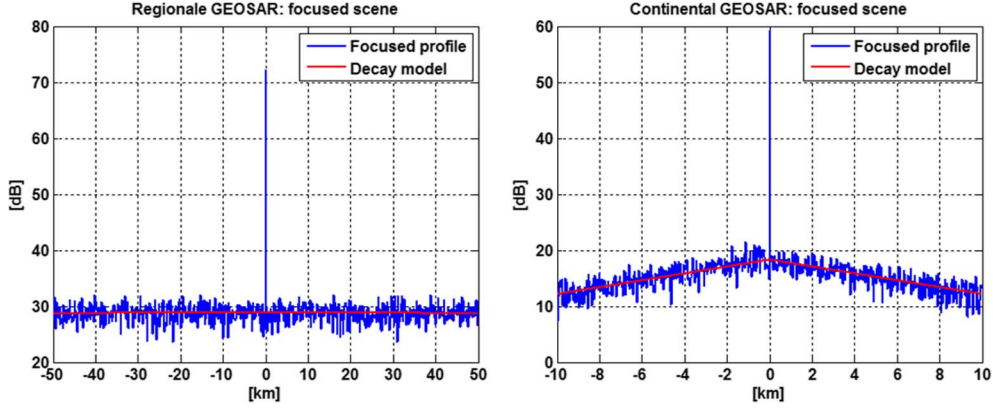 Regionale GEOSAR: focused scene
80
70
60
50
40
30
20
[dB]
-50 -40 -30 -20 -10 0 10 20 30 40 50
[km]
Focused profile
Decay model
Continental GEOSAR: focused scene
60
50
40
30
20
10
0
[dB]
-10 -8 -6 -4 -2 0 2 4 6 8 10
[km]
Focused profile
Decay model